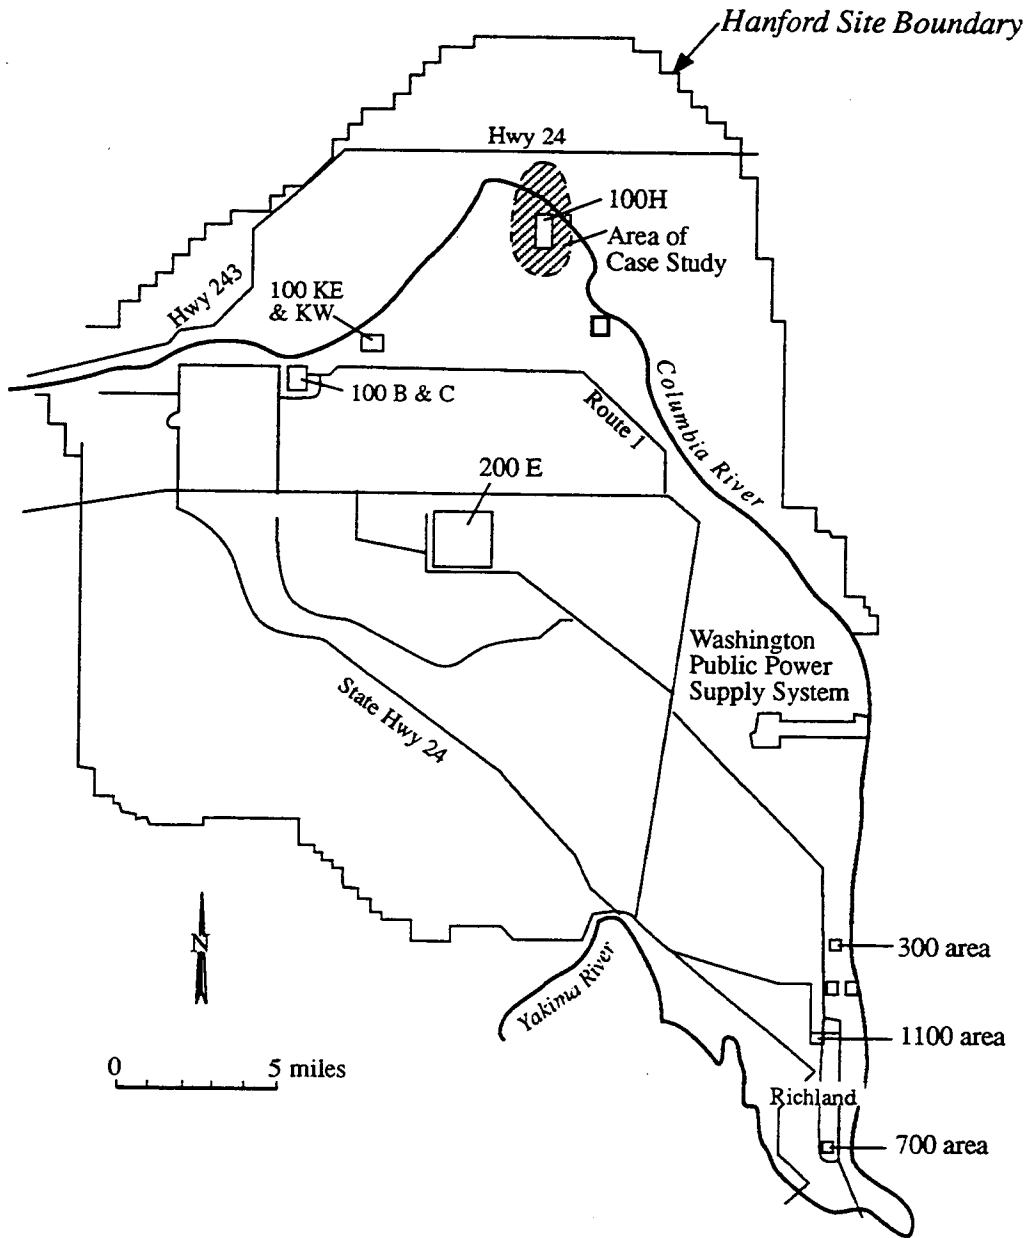 Hanford Site Boundary
Hwy 24
100H
Area of
Case Study
Hwy 243
100 KE
& KW
100 B & C
Route 1
Columbia River
200 E
Washington
Public Power
Supply System
State Hwy 24
N
300 area
Yakima River
1100 area
0 5 miles
Richland
700 area